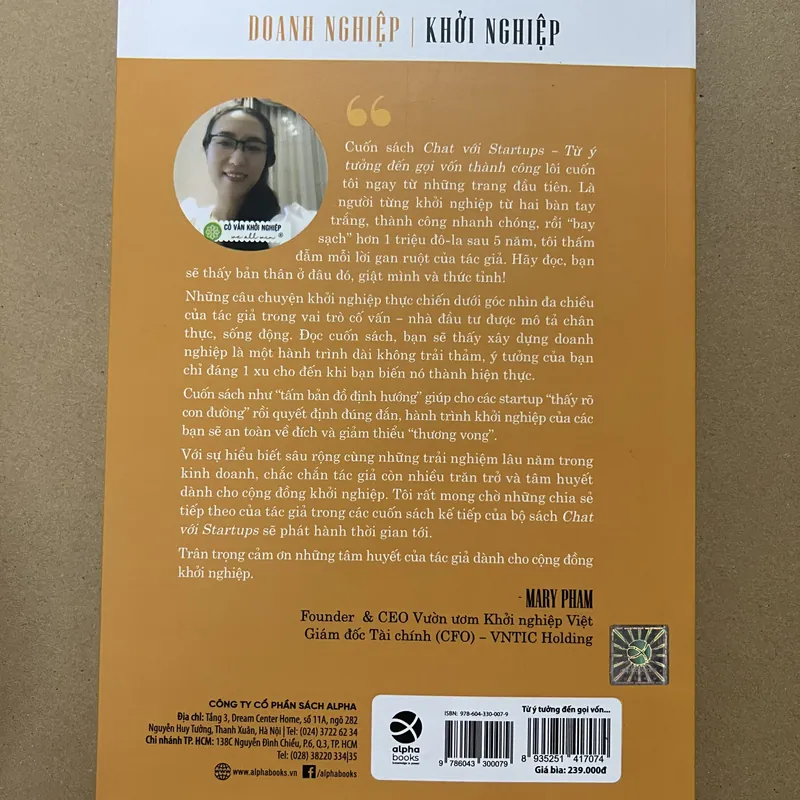 DOANH NGHIỆP | KHỞI NGHIỆP
Cuốn sách Chat với Startups – Từ ý
tưởng đến gọi vốn thành công lôi cuốn
tôi ngay từ những trang đầu tiên. Là
người từng khởi nghiệp từ hai bàn tay
trắng, thành công nhanh chóng, rồi "bay
sạch" hơn 1 triệu đô-la sau 5 năm, tôi thấm
đẫm mỗi lời gan ruột của tác giả. Hãy đọc, bạn
sẽ thấy bản thân ở đâu đó, giật mình và thức tỉnh!
CỐ VẤN KHỞI NGHIỆP
we all win ®
Những câu chuyện khởi nghiệp thực chiến dưới góc nhìn đa chiều
của tác giả trong vai trò cố vấn – nhà đầu tư được mô tả chân
thực, sống động. Đọc cuốn sách, bạn sẽ thấy xây dựng doanh
nghiệp là một hành trình dài không trải thảm, ý tưởng của bạn
chỉ đáng 1 xu cho đến khi bạn biến nó thành hiện thực.
Cuốn sách như "tấm bản đồ định hướng" giúp cho các startup "thấy rõ
con đường" rồi quyết định đúng đắn, hành trình khởi nghiệp của các
bạn sẽ an toàn về đích và giảm thiểu "thương vong".
Với sự hiểu biết sâu rộng cùng những trải nghiệm lâu năm trong
kinh doanh, chắc chắn tác giả còn nhiều trăn trở và tâm huyết
dành cho cộng đồng khởi nghiệp. Tôi rất mong chờ những chia sẻ
tiếp theo của tác giả trong các cuốn sách kế tiếp của bộ sách Chat
với Startups sẽ phát hành thời gian tới.
Trân trọng cảm ơn những tâm huyết của tác giả dành cho cộng đồng
khởi nghiệp.
- MARY PHAM
Founder & CEO Vườn ươm Khởi nghiệp Việt
Giám đốc Tài chính (CFO) – VNTIC Holding
CÔNG TY CỔ PHẦN SÁCH ALPHA
Địa chỉ: Tầng 3, Dream Center Home, số 11A, ngõ 282
Nguyễn Huy Tưởng, Thanh Xuân, Hà Nội | Tel: (024) 3722 62 34
Chi nhánh TP. HCM: 138C Nguyễn Đình Chiểu, P.6, Q.3, TP. HCM
Tel: (028) 38220 334|35
www.alphabooks.vn f/alphabooks
alpha
books
knowledge is power
ISBN: 978-604-330-007-9
9 786043 300079
Từ ý tưởng đến gọi vốn...
8 935251 417074
Giá bìa: 239.000đ